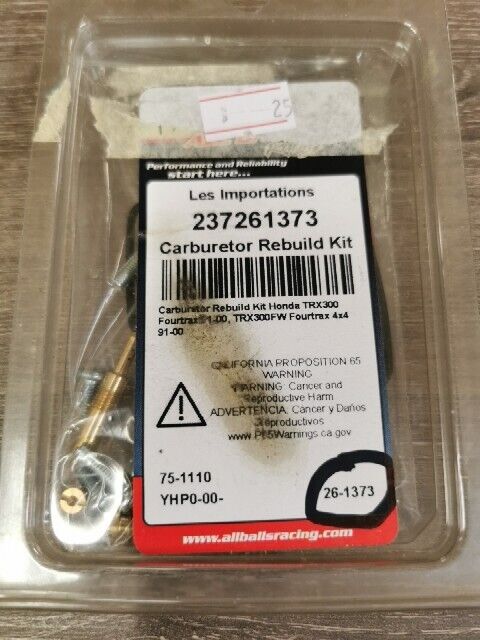 25
Performance and Reliability
start here...
Les Importations
237261373
Carburetor Rebuild Kit
Carburetor Rebuild Kit Honda TRX300
Fourtrax 91-00, TRX300FW Fourtrax 4x4
91-00
CALIFORNIA PROPOSITION 65
WARNING
WARNING: Cancer and
Reproductive Harm
ADVERTENCIA, Cáncer y Daños
Reproductivos
www.P65Warnings.ca.gov
75-1110
YHP0-00-
26-1373
www.allballsracing.com